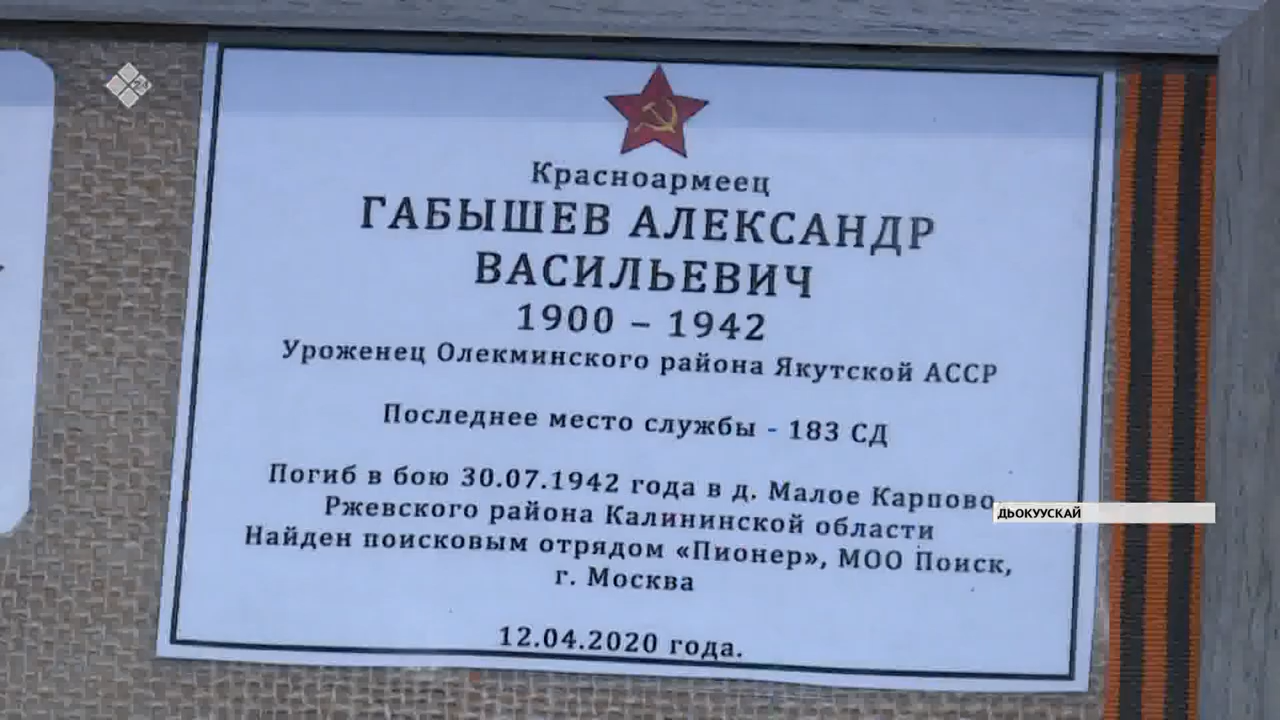 24
Красноармеец
ГАБЫШЕВ АЛЕКСАНДР
ВАСИЛЬЕВИЧ
1900 – 1942
Уроженец Олекминского района Якутской АССР
Последнее место службы - 183 СД
Погиб в бою 30.07.1942 года в д. Малое Карпово
Ржевского района Калининской области
Найден поисковым отрядом «Пионер», МОО Поиск,
г. Москва
12.04.2020 года.
ДЬОКУУСКАЙ